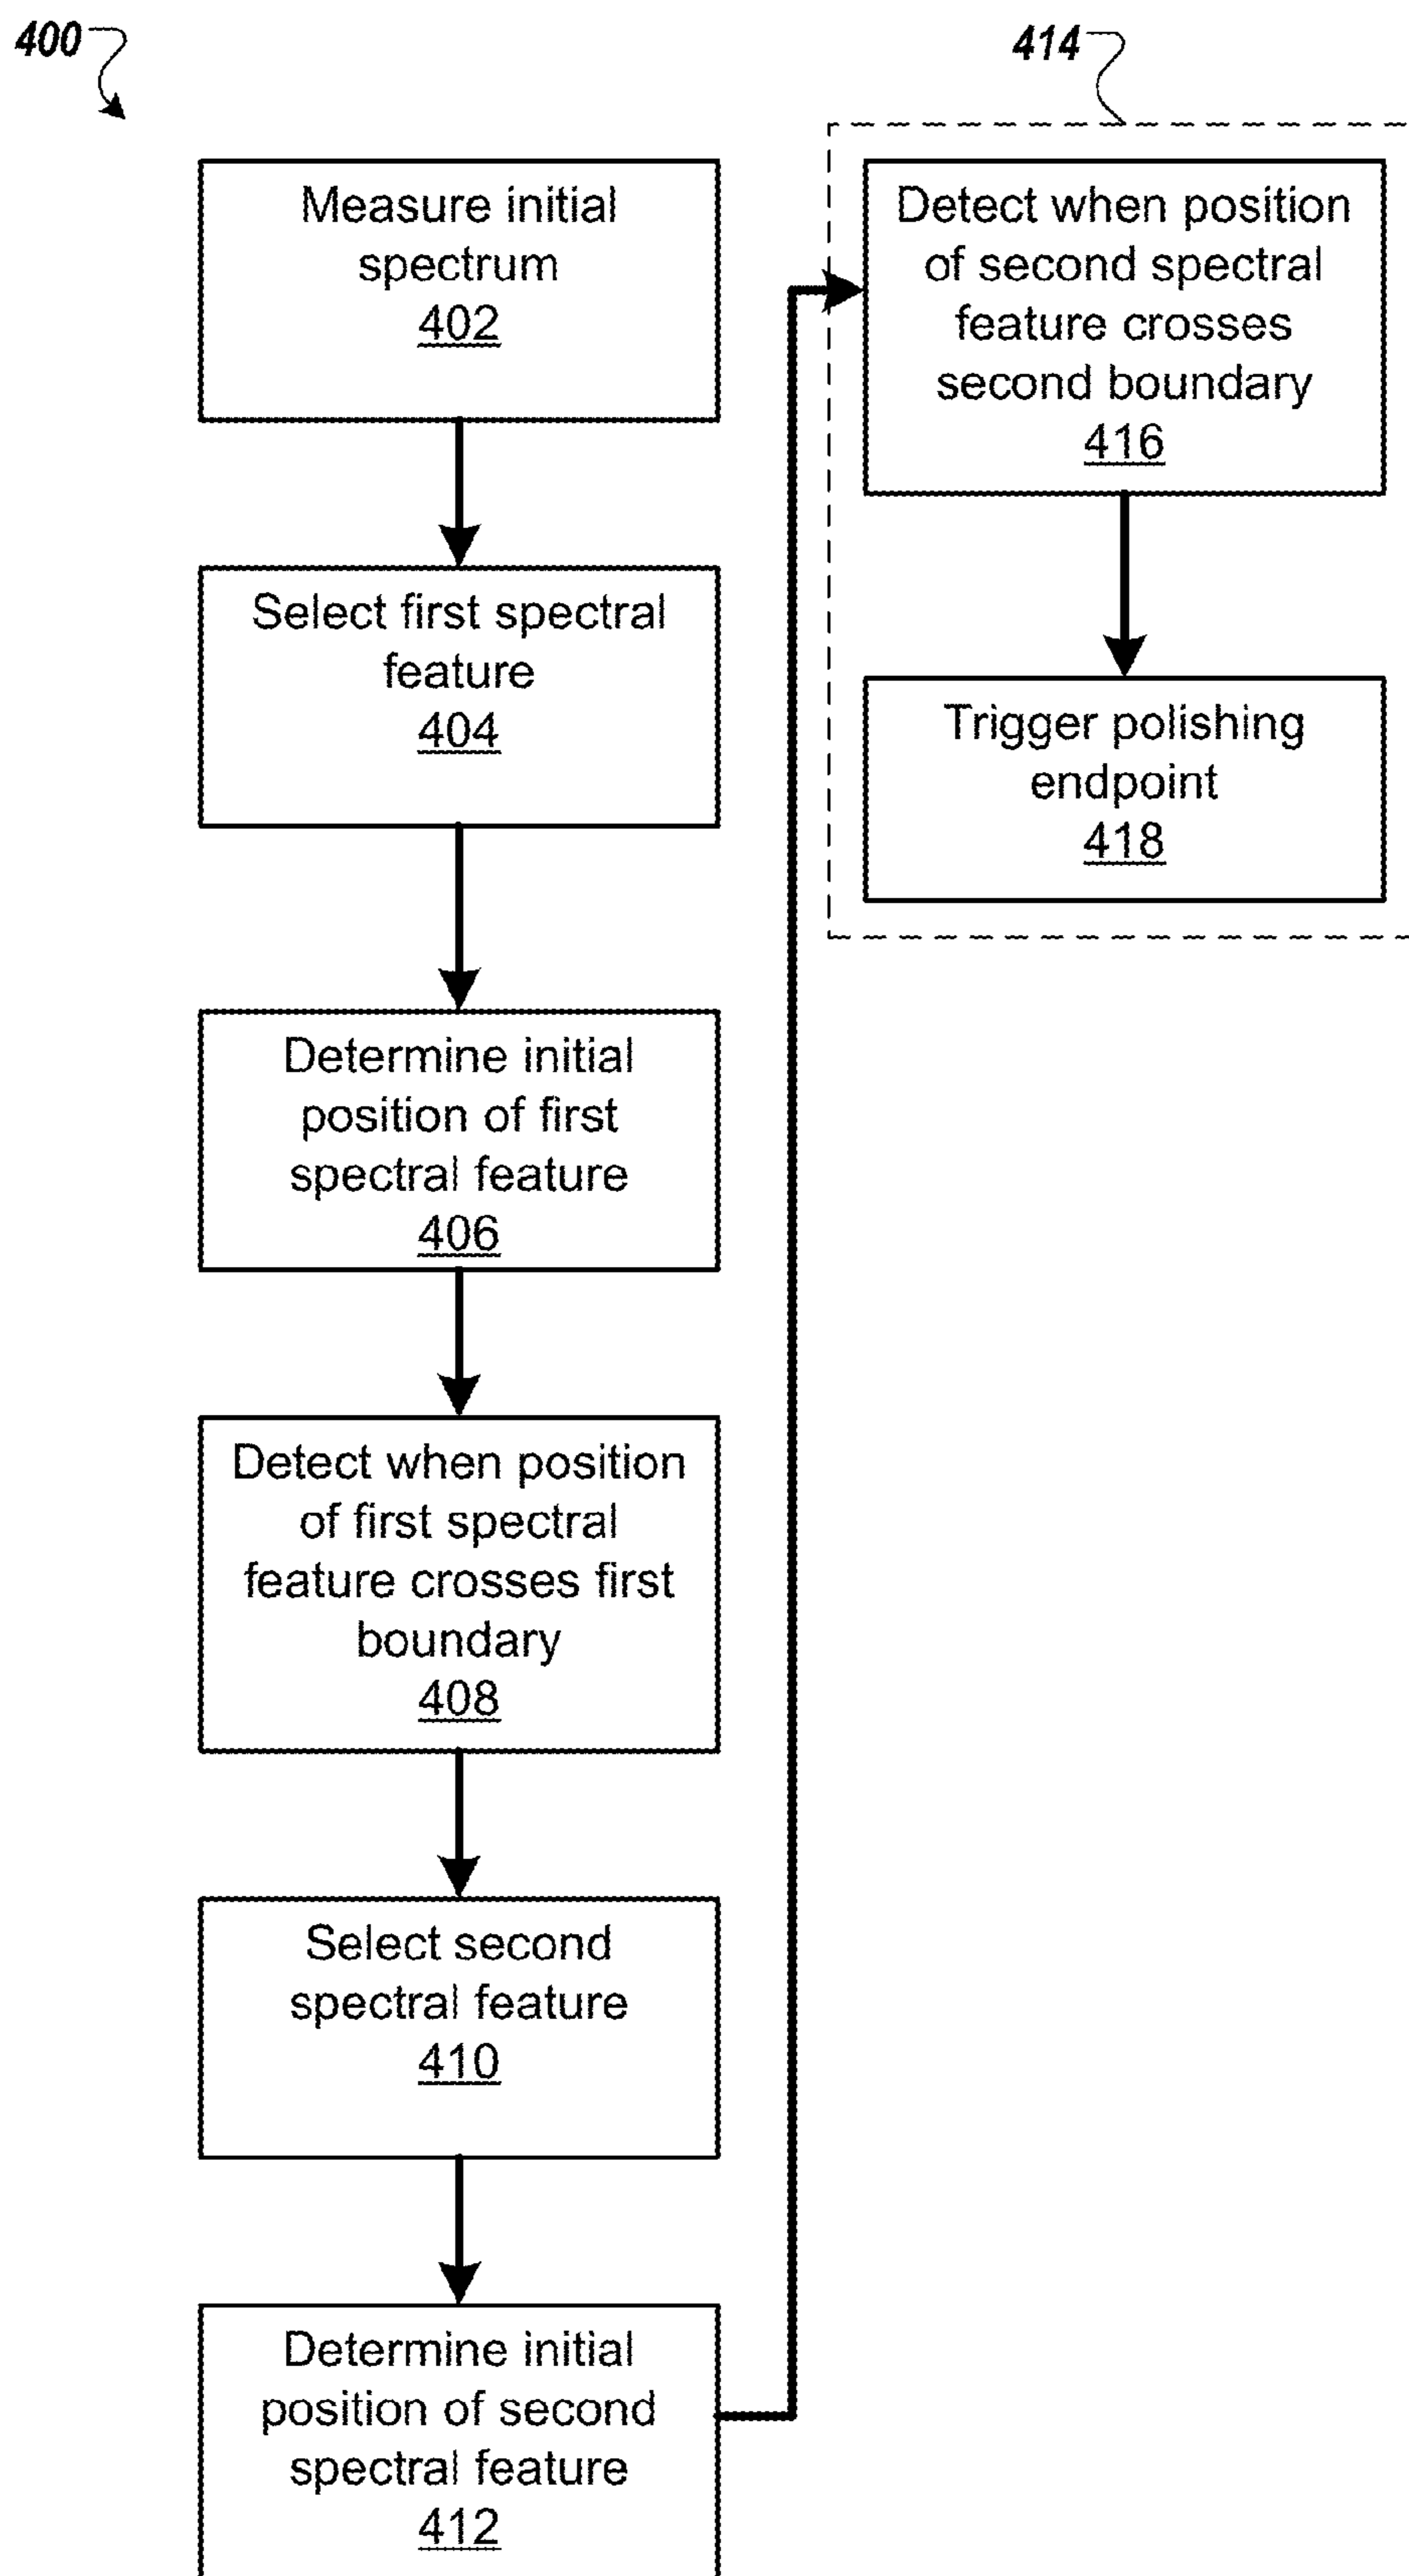 400
Measure initial
spectrum
402
Select first spectral
feature
404
Determine initial
position of first
spectral feature
406
Detect when position
of first spectral
feature crosses first
boundary
408
Select second
spectral feature
410
Determine initial
position of second
spectral feature
412
414
Detect when position
of second spectral
feature crosses
second boundary
416
Trigger polishing
endpoint
418